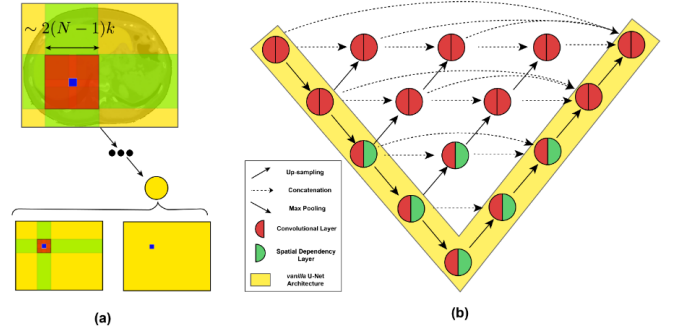 ∼ 2(N − 1)k
Up-sampling
Concatenation
Max Pooling
Convolutional Layer
Spatial Dependency
Layer
vanilla U-Net
Architecture
(a)
(b)